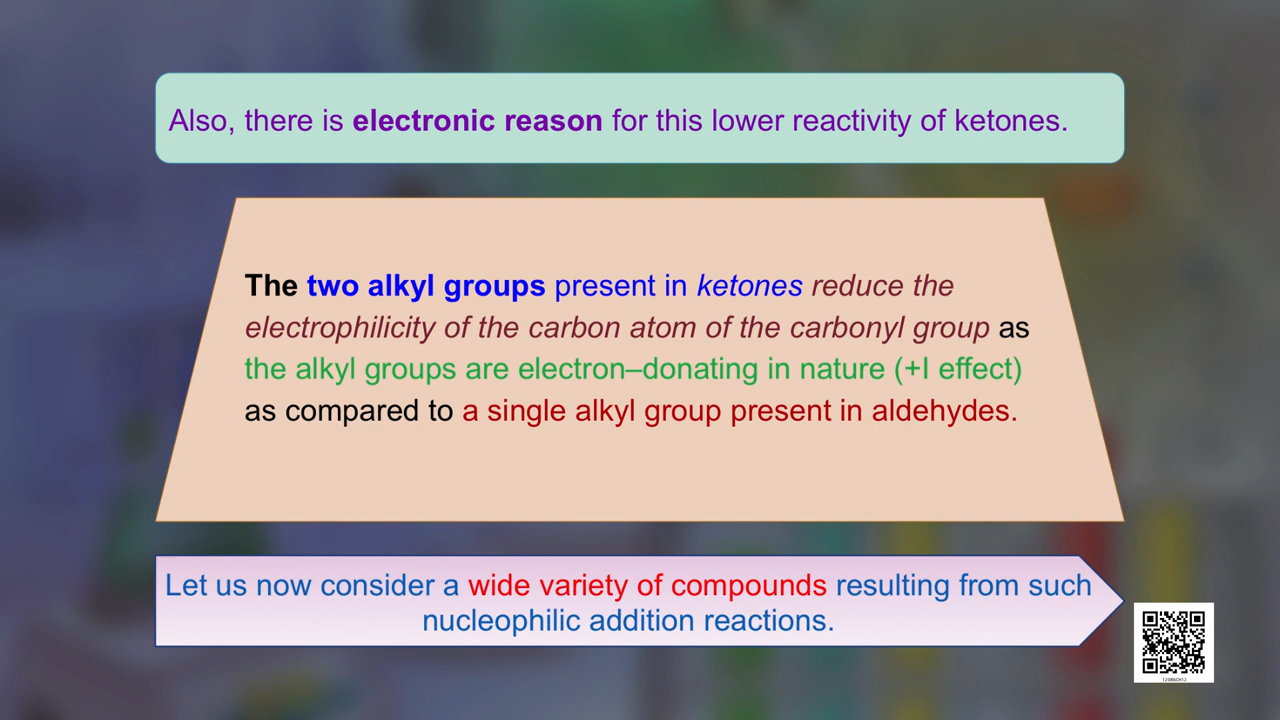 Also, there is electronic reason for this lower reactivity of ketones.
The two alkyl groups present in ketones reduce the
electrophilicity of the carbon atom of the carbonyl group as
the alkyl groups are electron–donating in nature (+I effect)
as compared to a single alkyl group present in aldehydes.
Let us now consider a wide variety of compounds resulting from such
nucleophilic addition reactions.